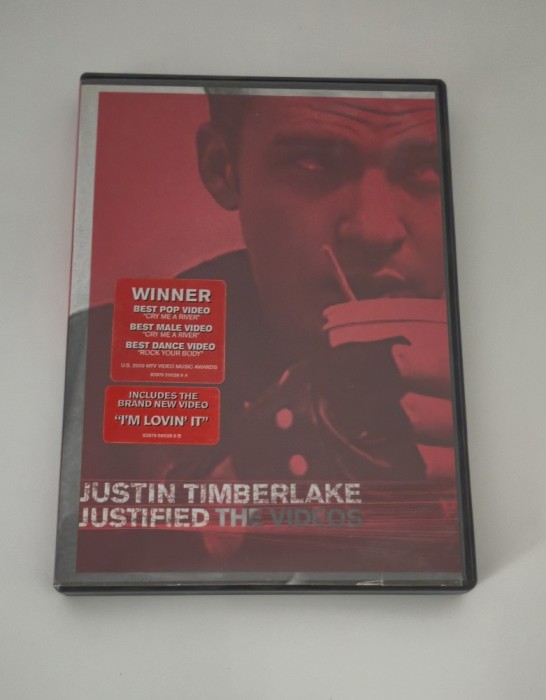 WINNER
BEST POP VIDEO
"CRY ME A RIVER"
BEST MALE VIDEO
"CRY ME A RIVER"
BEST DANCE VIDEO
"ROCK YOUR BODY"
U.S. 2003 MTV VIDEO MUSIC AWARDS
INCLUDES THE
BRAND NEW VIDEO
"I'M LOVIN' IT"
JUSTIN TIMBERLAKE
JUSTIFIED THE VIDEOS